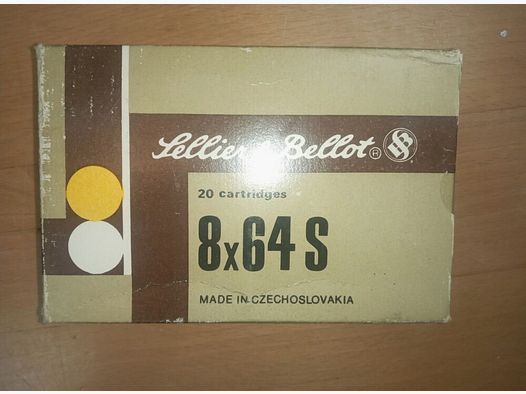 Sellier & Bellot ®
20 cartridges
8x64 S
MADE IN CZECHOSLOVAKIA